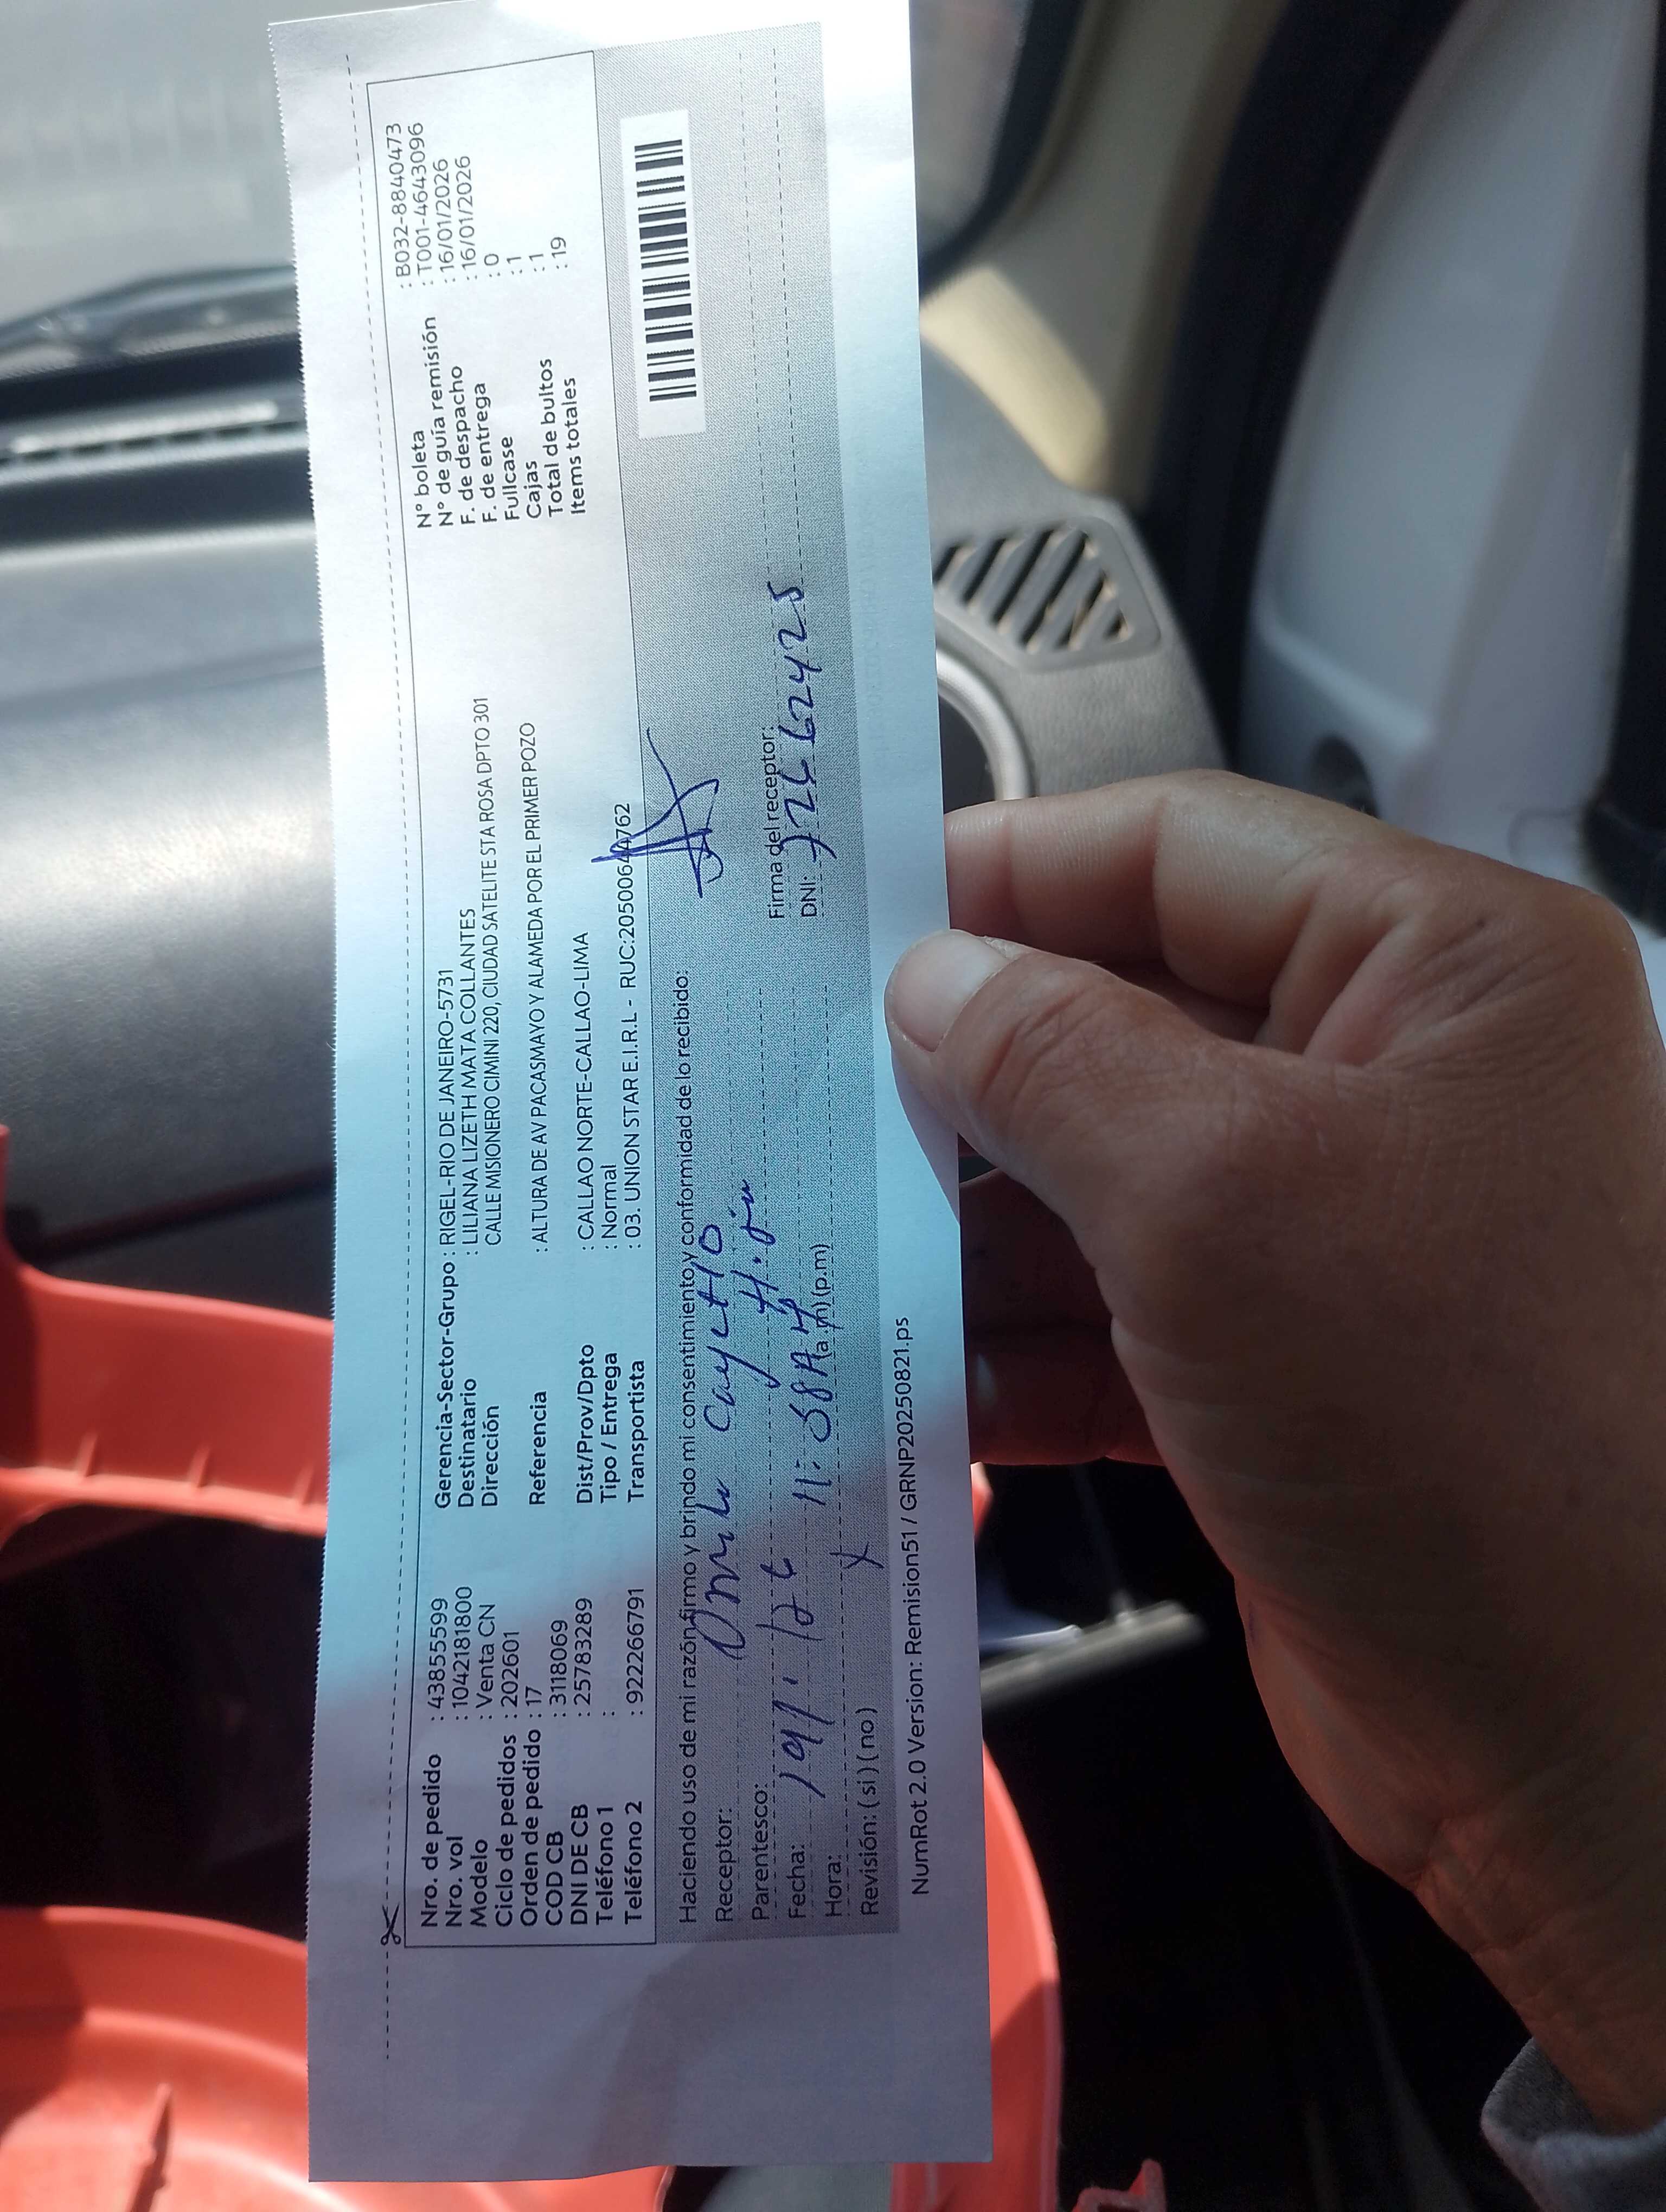 Nro. de pedido : 43855599
Nro. vol : 1042181800
Modelo : Venta CN
Ciclo de pedidos : 202601
Orden de pedido : 17
COD CB : 3118069
DNI DE CB : 25783289
Teléfono 1 :
Teléfono 2 : 922266791
Gerencia-Sector-Grupo : RIGEL-RIO DE JANEIRO-5731
Destinatario : LILIANA LIZETH MATA COLLANTES
Dirección CALLE MISIONERO CIMINI 220, CIUDAD SATELITE STA ROSA DPTO 301
Referencia : ALTURA DE AV PACASMAYO Y ALAMEDA POR EL PRIMER POZO
Dist/Prov/Dpto : CALLAO NORTE-CALLAO-LIMA
Tipo / Entrega : Normal
Transportista : 03. UNION STAR E.I.R.L - RUC:20500644762
N° boleta : B032-8840473
N° de guía remisión : T001-4643096
F. de despacho : 16/01/2026
F. de entrega : 16/01/2026
Fullcase : 0
Cajas : 1
Total de bultos : 1
Items totales : 19
Haciendo uso de mi razón firmo y brindo mi consentimiento y conformidad de lo recibido:
Receptor:
Parentesco:
Fecha:
Hora: (a.m) (p.m)
Revisión: ( si ) ( no )
Firma del receptor:
DNI: 72662425
NumRot 2.0 Version: Remision51 / GRNP20250821.ps